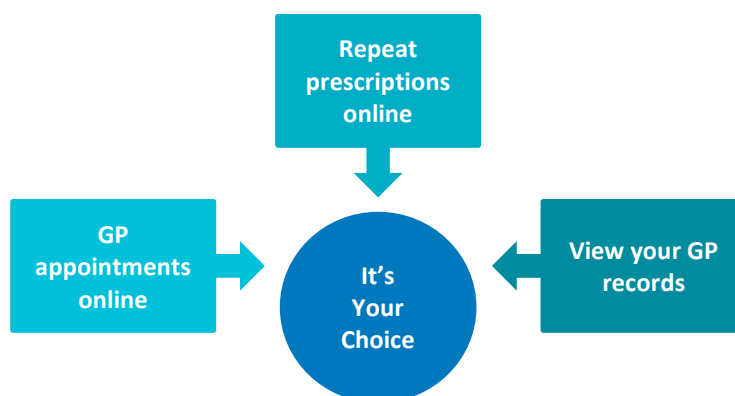 Repeat
prescriptions
online
GP
appointments
online
It’s
Your
Choice
View your GP
records